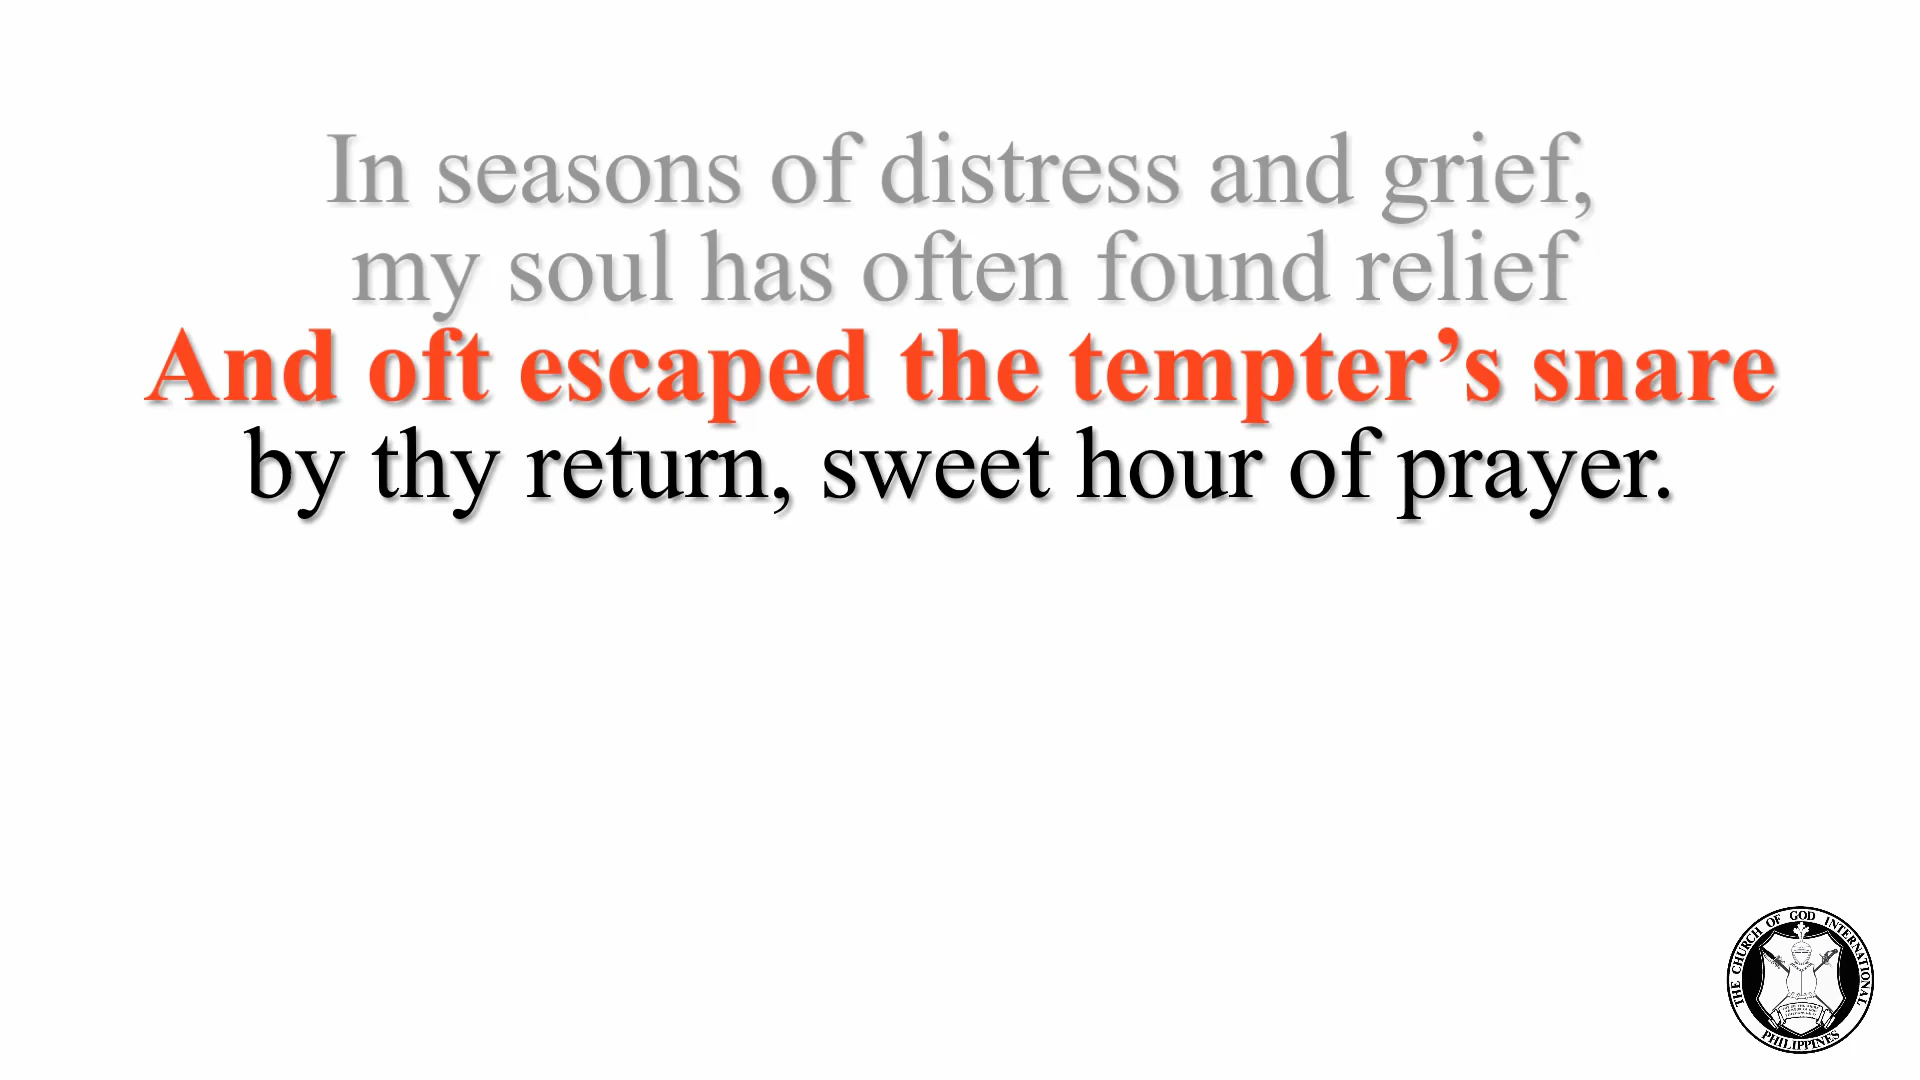 In seasons of distress and grief,
my soul has often found relief
And oft escaped the tempter’s snare
by thy return, sweet hour of prayer.
THE CHURCH OF GOD INTERNATIONAL
PHILIPPINES